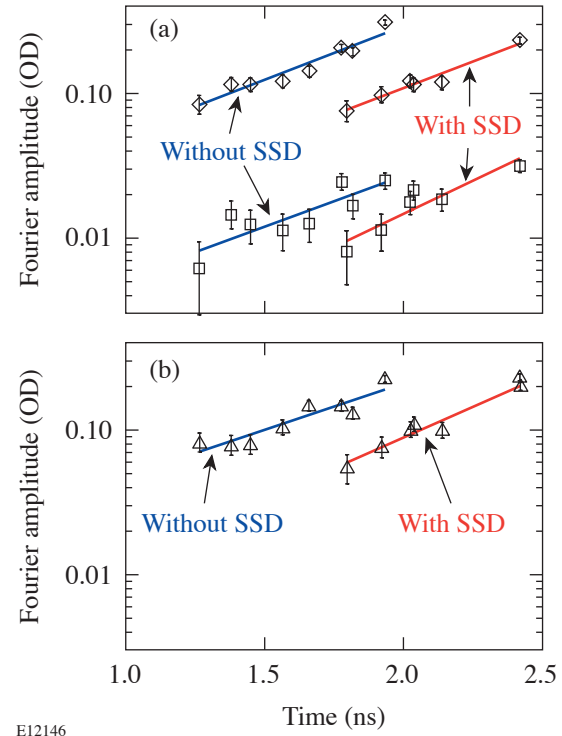 (a)
Fourier amplitude (OD)
0.10
0.01
Without SSD
With SSD
(b)
Fourier amplitude (OD)
0.10
0.01
Without SSD
With SSD
1.0 1.5 2.0 2.5
Time (ns)
E12146